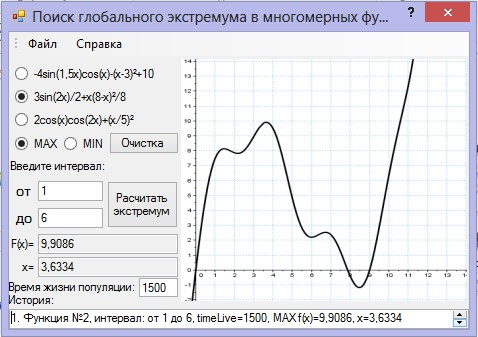 Поиск глобального экстремума в многомерных фу...
Файл Справка
-4sin(1,5x)cos(x)-(x-3)²+10
3sin(2x)/2+x(8-x)²/8
2cos(x)cos(2x)+(x/5)²
MAX MIN Очистка
Введите интервал:
от 1
до 6
Расчитать
экстремум
F(x)= 9,9086
x= 3,6334
Время жизни популяции: 1500
История:
1. Функция №2, интервал: от 1 до 6, timeLive=1500, MAX f(x)=9,9086, x=3,6334
14
13
12
11
10
9
8
7
6
5
4
3
2
1
0 1 2 3 4 5 6 7 8 9 10 11 12 13 14
-1
-2